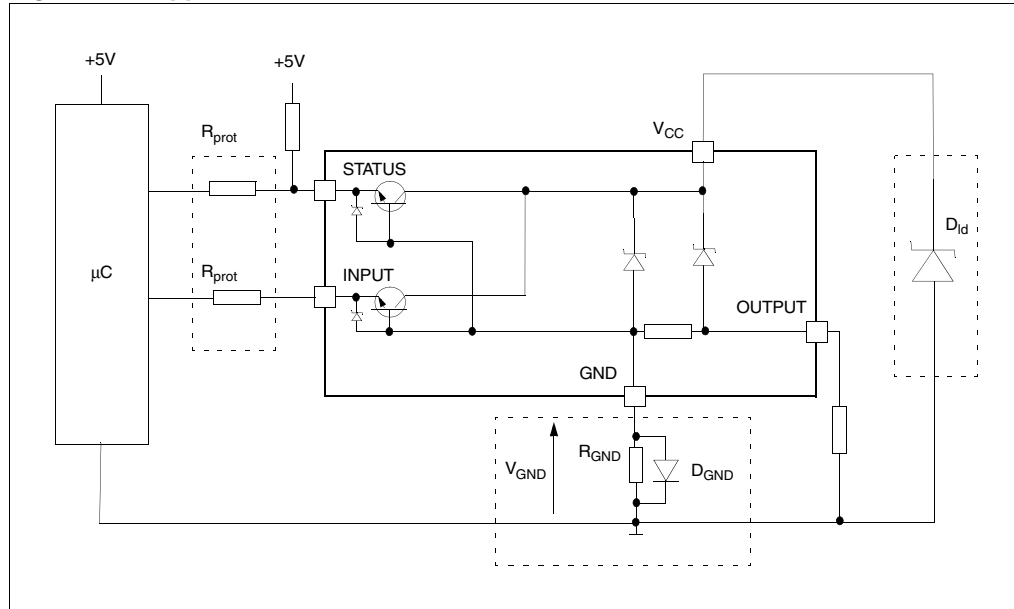 +5V
+5V
R_prot
V_CC
STATUS
D_ld
µC
R_prot
INPUT
OUTPUT
GND
R_GND
V_GND
D_GND